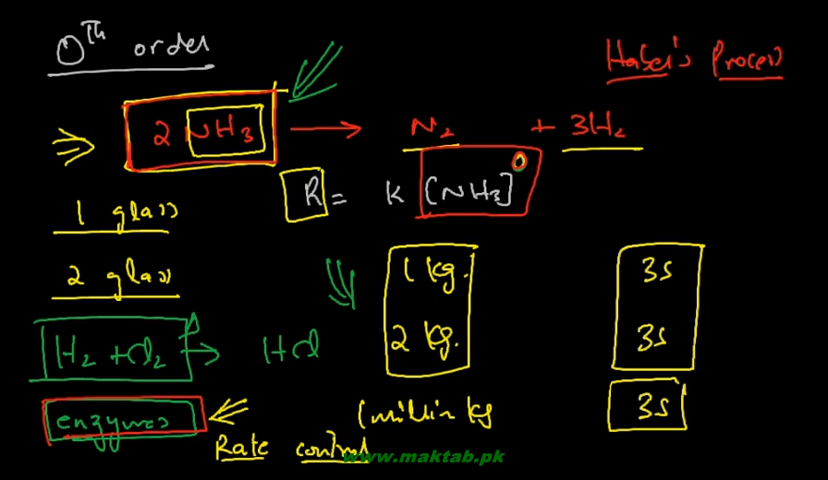 0Th order
Haber's Process
2 NH3 → N2 + 3H2
R = K [NH3]0
1 glass
2 glass
1 kg. 3s
2 kg. 3s
H2 + Cl2 → HCl
1 million kg 3s
enzymes
Rate control
www.maktab.pk